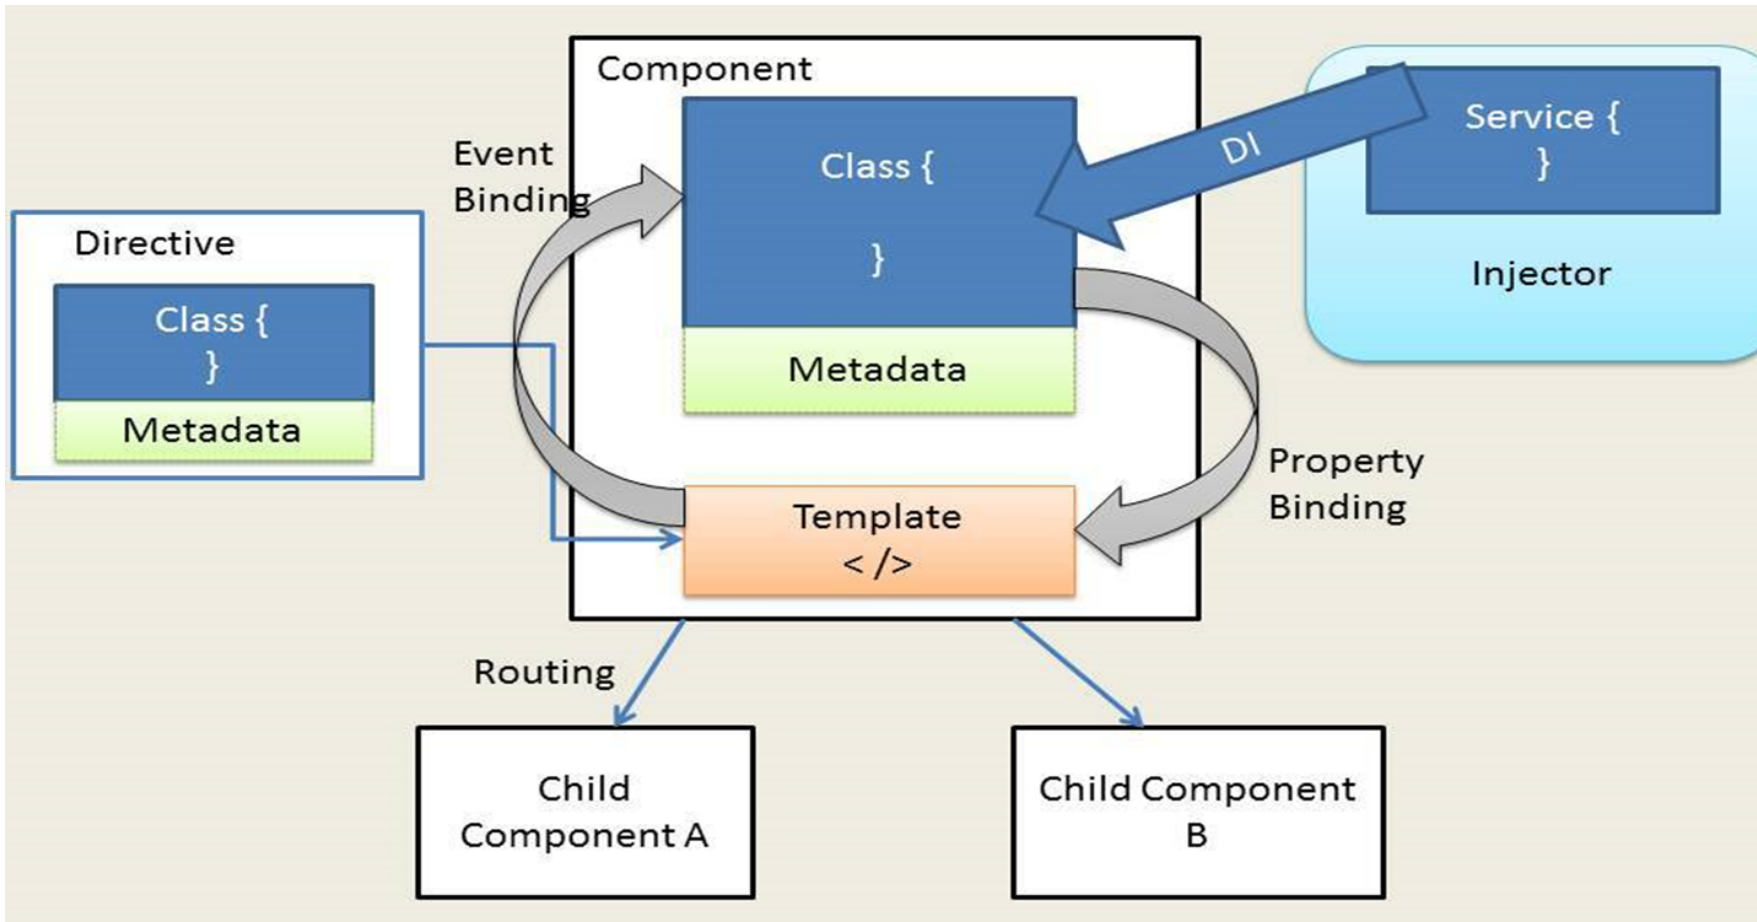 Component
Class {
}
Metadata
DI
Service {
}
Injector
Event
Binding
Directive
Class {
}
Metadata
Property
Binding
Template
< />
Routing
Child
Component A
Child Component
B